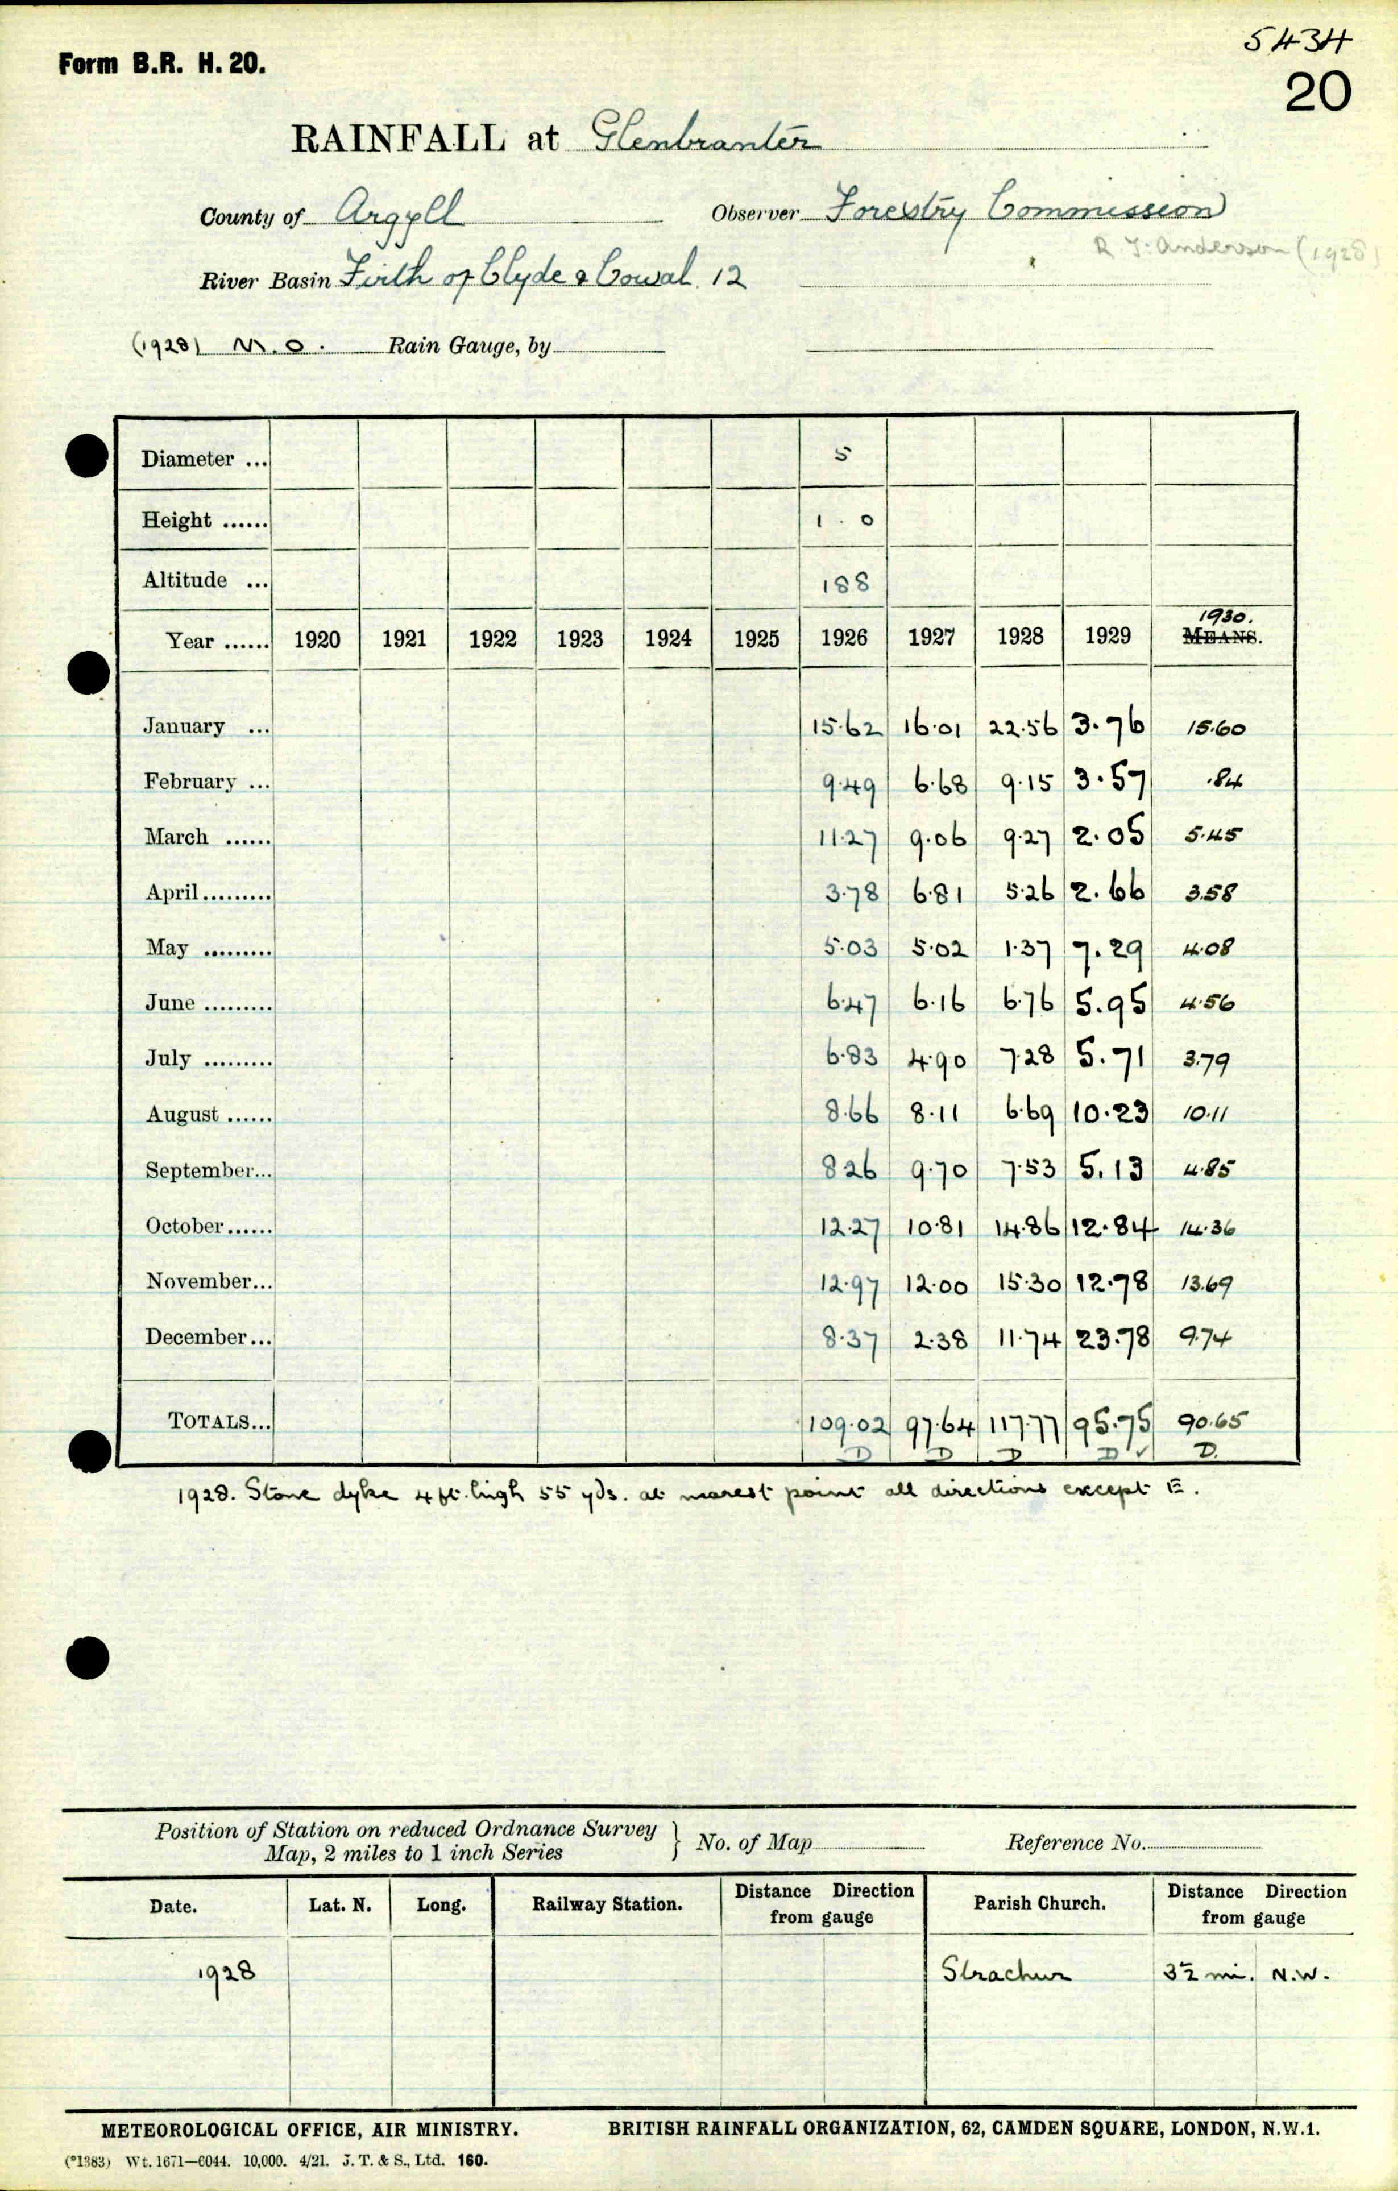 5434
Form B.R. H. 20.
20
RAINFALL at Glenbranter
County of Argyll Observer Forestry Commission
R. T. Anderson (1928)
River Basin Firth of Clyde & Cowal 12
(1928) M.O. Rain Gauge, by
Diameter ... 5
Height ...... 1 . 0
Altitude ... 188
1930.
Year ...... 1920 1921 1922 1923 1924 1925 1926 1927 1928 1929 MEANS.
January ... 15.62 16.01 22.56 3.76 15.60
February ... 9.49 6.68 9.15 3.57 .84
March ...... 11.27 9.06 9.27 2.05 5.45
April ......... 3.78 6.81 5.26 2.66 3.58
May ......... 5.03 5.02 1.37 7.29 4.08
June ......... 6.47 6.16 6.76 5.95 4.56
July ......... 6.83 4.90 7.28 5.71 3.79
August ...... 8.66 8.11 6.69 10.23 10.11
September... 8.26 9.70 7.53 5.13 4.85
October ...... 12.27 10.81 14.86 12.84 14.36
November... 12.97 12.00 15.30 12.78 13.69
December... 8.37 2.38 11.74 23.78 9.74
TOTALS... 109.02 97.64 117.77 95.75 90.65
D D D D ✓ D.
1928. Stone dyke 4 ft. high 55 yds. at nearest point all directions except E.
Position of Station on reduced Ordnance Survey
Map, 2 miles to 1 inch Series } No. of Map Reference No.
Date. Lat. N. Long. Railway Station. Distance Direction from gauge Parish Church. Distance Direction from gauge
1928 Strachur 3½ mi. N.W.
METEOROLOGICAL OFFICE, AIR MINISTRY. BRITISH RAINFALL ORGANIZATION, 62, CAMDEN SQUARE, LONDON, N.W.1.
(*1383) Wt. 1671—6044. 10,000. 4/21. J. T. & S., Ltd. 160.